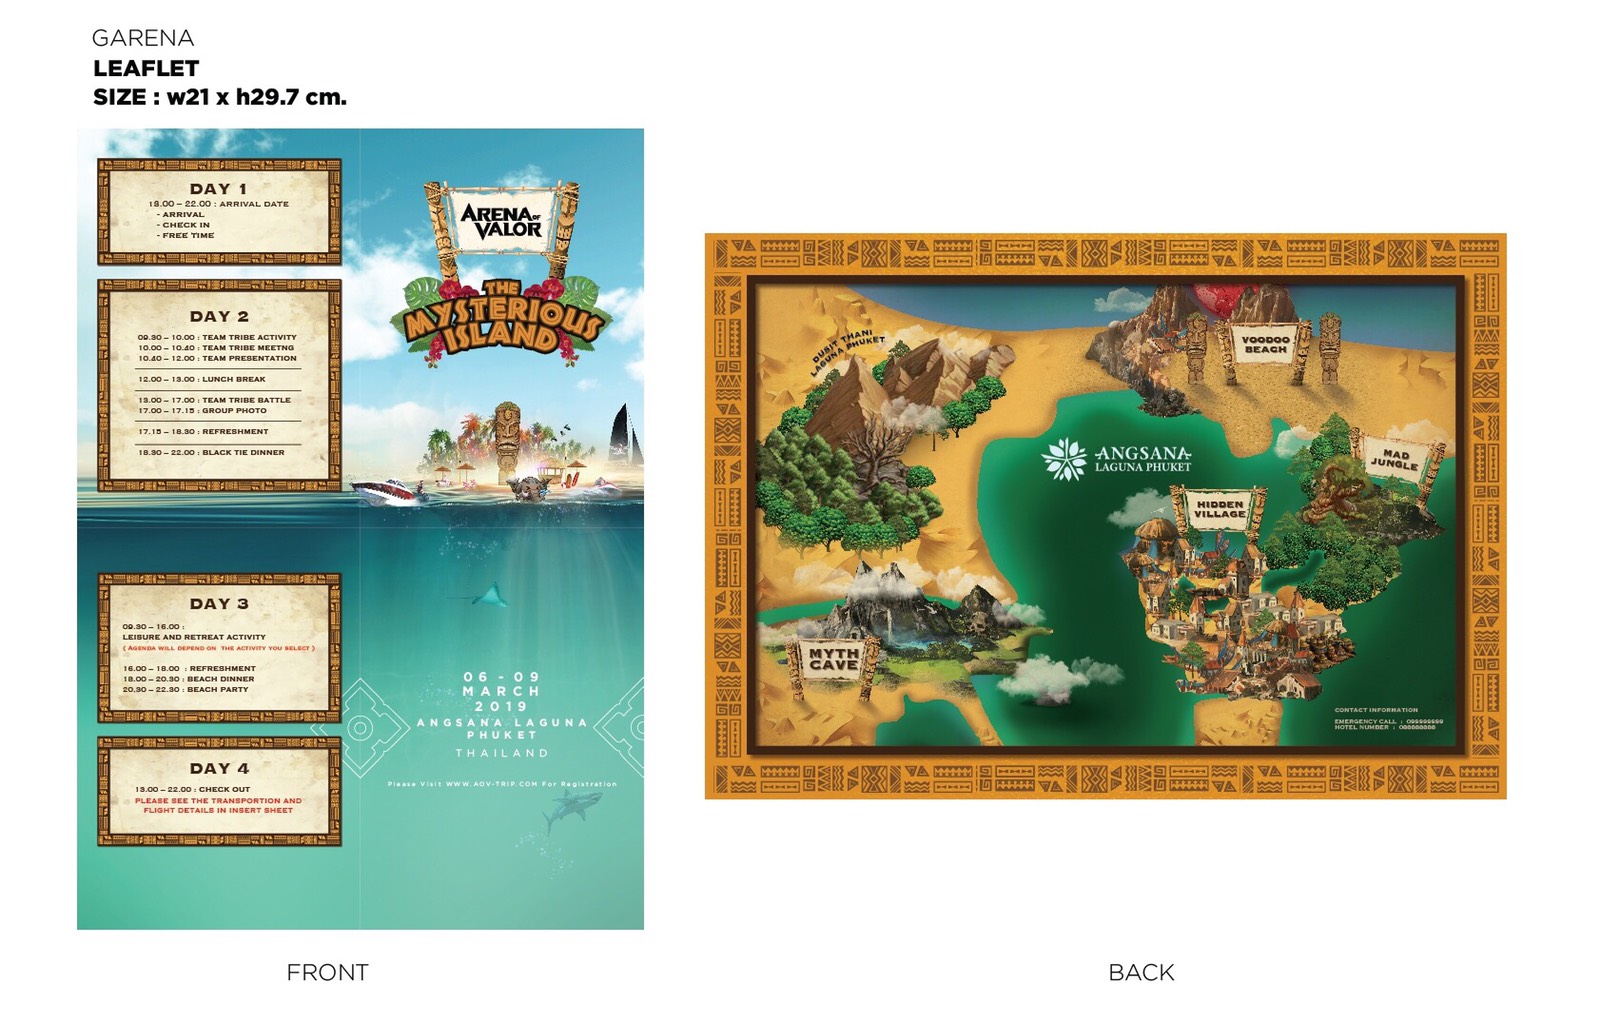 GARENA
LEAFLET
SIZE : w21 x h29.7 cm.
DAY 1
13.00 – 22.00 : ARRIVAL DATE
- ARRIVAL
- CHECK IN
- FREE TIME
DAY 2
09.30 – 10.00 : TEAM TRIBE ACTIVITY
10.00 – 10.40 : TEAM TRIBE MEETNG
10.40 – 12.00 : TEAM PRESENTATION
12.00 – 13.00 : LUNCH BREAK
13.00 – 17.00 : TEAM TRIBE BATTLE
17.00 – 17.15 : GROUP PHOTO
17.15 – 18.30 : REFRESHMENT
18.30 – 22.00 : BLACK TIE DINNER
DAY 3
09.30 – 16.00 :
LEISURE AND RETREAT ACTIVITY
( AGENDA WILL DEPEND ON THE ACTIVITY YOU SELECT )
16.00 – 18.00 : REFRESHMENT
18.00 – 20.30 : BEACH DINNER
20.30 – 22.30 : BEACH PARTY
DAY 4
13.00 – 22.00 : CHECK OUT
PLEASE SEE THE TRANSPORTION AND
FLIGHT DETAILS IN INSERT SHEET
ARENA OF
VALOR
THE
MYSTERIOUS
ISLAND
06 - 09
MARCH
2019
ANGSANA LAGUNA
PHUKET
THAILAND
Please Visit WWW.AOV-TRIP.COM For Registration
DUSIT THANI
LAGUNA PHUKET
VOODOO
BEACH
ANGSANA
LAGUNA PHUKET
MAD
JUNGLE
HIDDEN
VILLAGE
MYTH
CAVE
CONTACT INFORMATION
EMERGENCY CALL :
HOTEL NUMBER :
FRONT
BACK